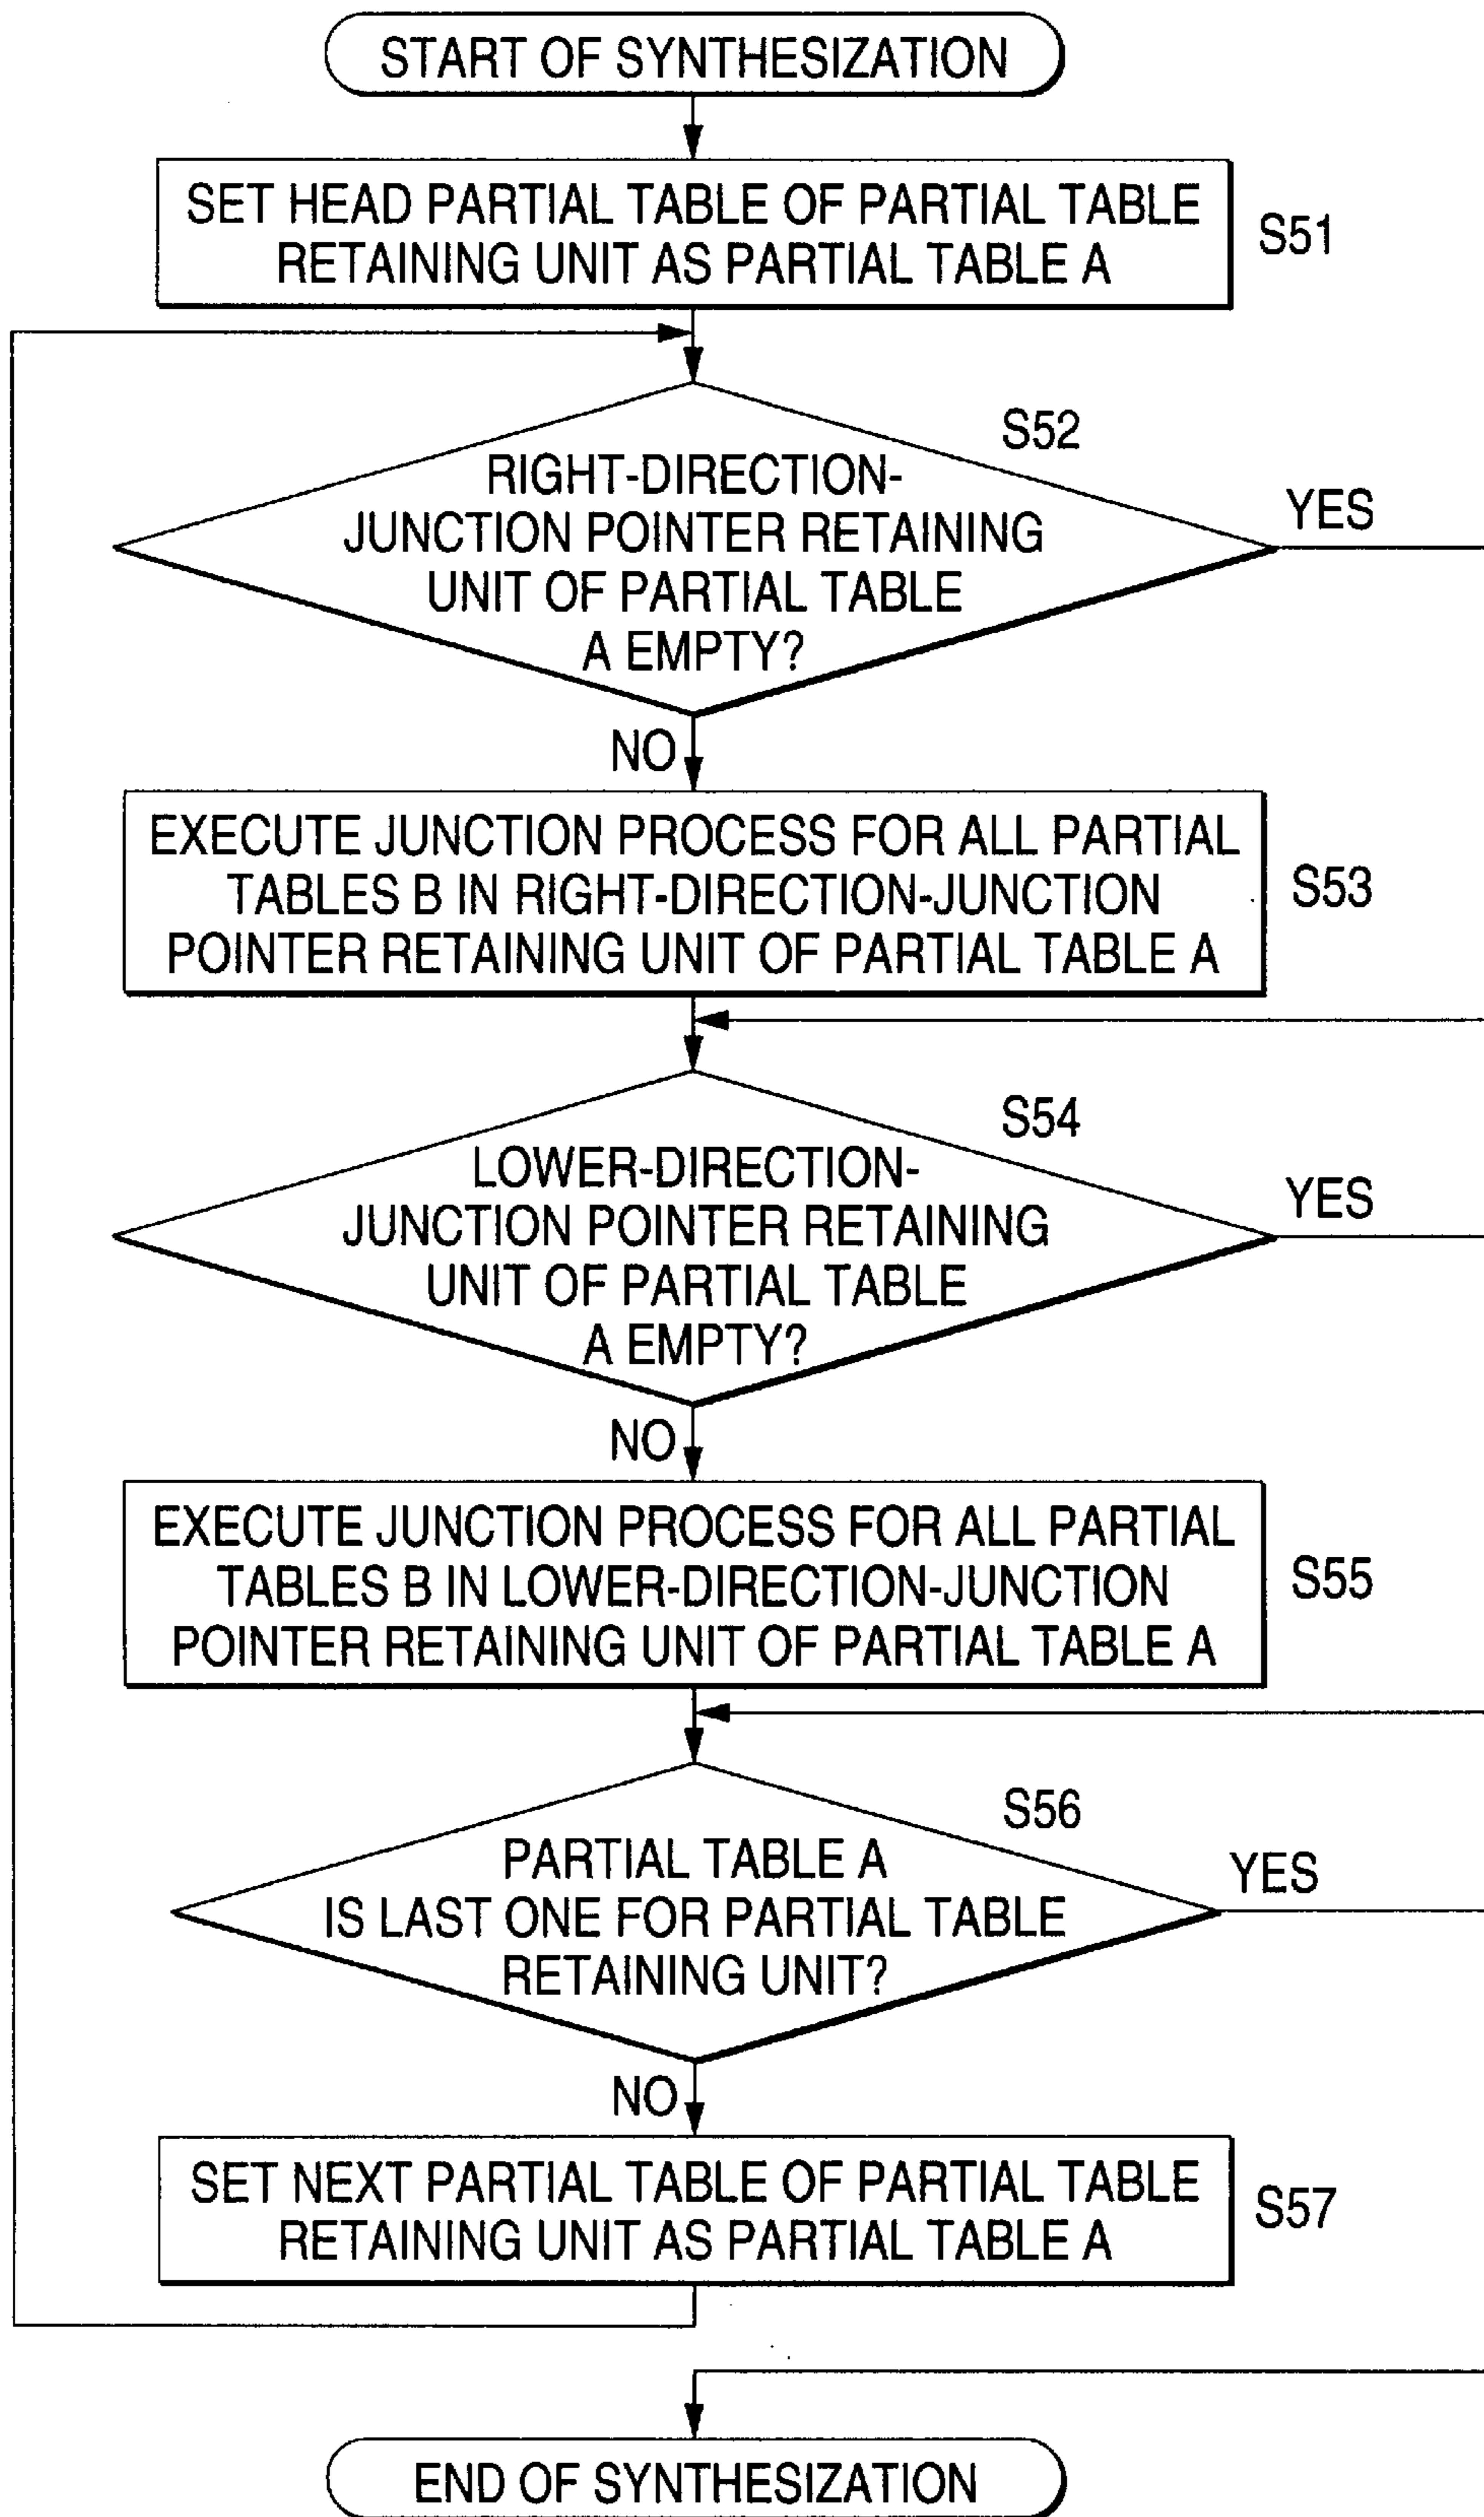 START OF SYNTHESIZATION
SET HEAD PARTIAL TABLE OF PARTIAL TABLE
RETAINING UNIT AS PARTIAL TABLE A
S51
S52
RIGHT-DIRECTION-
JUNCTION POINTER RETAINING
UNIT OF PARTIAL TABLE
A EMPTY?
YES
NO
EXECUTE JUNCTION PROCESS FOR ALL PARTIAL
TABLES B IN RIGHT-DIRECTION-JUNCTION
POINTER RETAINING UNIT OF PARTIAL TABLE A
S53
S54
LOWER-DIRECTION-
JUNCTION POINTER RETAINING
UNIT OF PARTIAL TABLE
A EMPTY?
YES
NO
EXECUTE JUNCTION PROCESS FOR ALL PARTIAL
TABLES B IN LOWER-DIRECTION-JUNCTION
POINTER RETAINING UNIT OF PARTIAL TABLE A
S55
S56
PARTIAL TABLE A
IS LAST ONE FOR PARTIAL TABLE
RETAINING UNIT?
YES
NO
SET NEXT PARTIAL TABLE OF PARTIAL TABLE
RETAINING UNIT AS PARTIAL TABLE A
S57
END OF SYNTHESIZATION